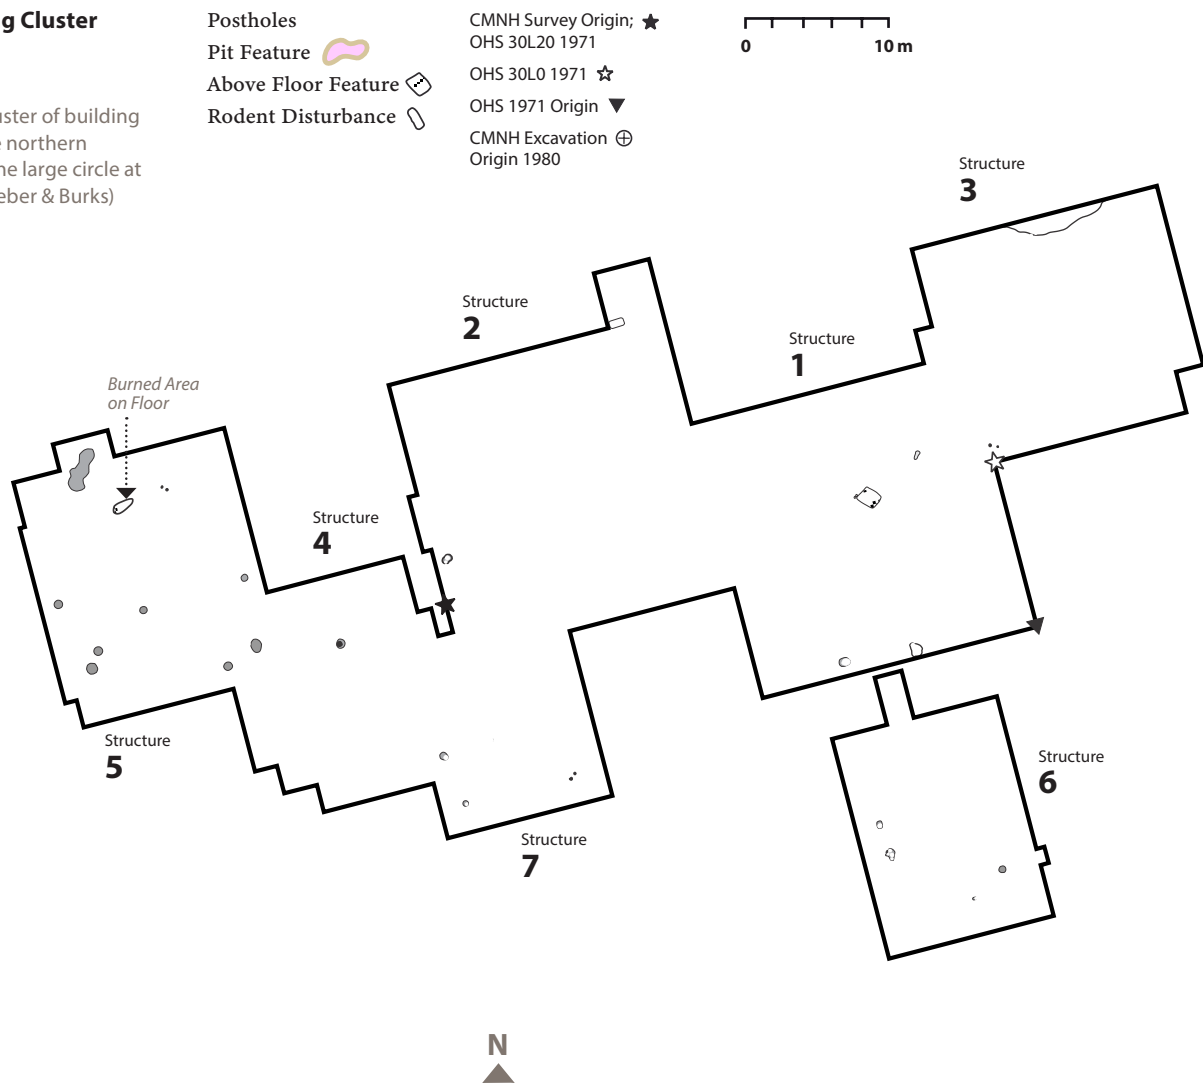 g Cluster
uster of building
e northern
he large circle at
eber & Burks)
Postholes
Pit Feature
Above Floor Feature
Rodent Disturbance
CMNH Survey Origin;
OHS 30L20 1971
OHS 30L0 1971
OHS 1971 Origin
CMNH Excavation
Origin 1980
0 10 m
Structure
3
Structure
2
Structure
1
Burned Area
on Floor
Structure
4
Structure
5
Structure
6
Structure
7
N